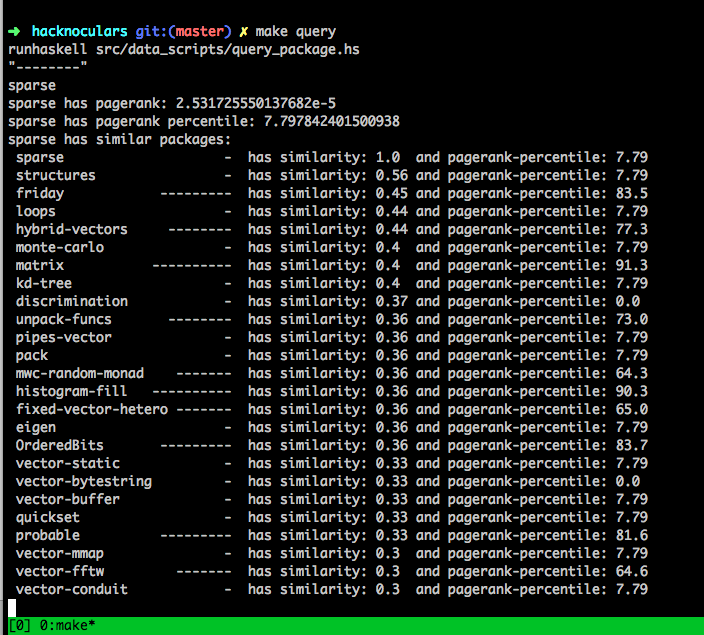 ➜ hacknoculars git:(master) ✗ make query
runhaskell src/data_scripts/query_package.hs
"--------"
sparse
sparse has pagerank: 2.531725550137682e-5
sparse has pagerank percentile: 7.797842401500938
sparse has similar packages:
sparse - has similarity: 1.0 and pagerank-percentile: 7.79
structures - has similarity: 0.56 and pagerank-percentile: 7.79
friday --------- has similarity: 0.45 and pagerank-percentile: 83.5
loops - has similarity: 0.44 and pagerank-percentile: 7.79
hybrid-vectors -------- has similarity: 0.44 and pagerank-percentile: 77.3
monte-carlo - has similarity: 0.4 and pagerank-percentile: 7.79
matrix ---------- has similarity: 0.4 and pagerank-percentile: 91.3
kd-tree - has similarity: 0.4 and pagerank-percentile: 7.79
discrimination - has similarity: 0.37 and pagerank-percentile: 0.0
unpack-funcs -------- has similarity: 0.36 and pagerank-percentile: 73.0
pipes-vector - has similarity: 0.36 and pagerank-percentile: 7.79
pack - has similarity: 0.36 and pagerank-percentile: 7.79
mwc-random-monad ------- has similarity: 0.36 and pagerank-percentile: 64.3
histogram-fill ---------- has similarity: 0.36 and pagerank-percentile: 90.3
fixed-vector-hetero ------- has similarity: 0.36 and pagerank-percentile: 65.0
eigen - has similarity: 0.36 and pagerank-percentile: 7.79
OrderedBits --------- has similarity: 0.36 and pagerank-percentile: 83.7
vector-static - has similarity: 0.33 and pagerank-percentile: 7.79
vector-bytestring - has similarity: 0.33 and pagerank-percentile: 0.0
vector-buffer - has similarity: 0.33 and pagerank-percentile: 7.79
quickset - has similarity: 0.33 and pagerank-percentile: 7.79
probable --------- has similarity: 0.33 and pagerank-percentile: 81.6
vector-mmap - has similarity: 0.3 and pagerank-percentile: 7.79
vector-fftw ------- has similarity: 0.3 and pagerank-percentile: 64.6
vector-conduit - has similarity: 0.3 and pagerank-percentile: 7.79
[0] 0:make*